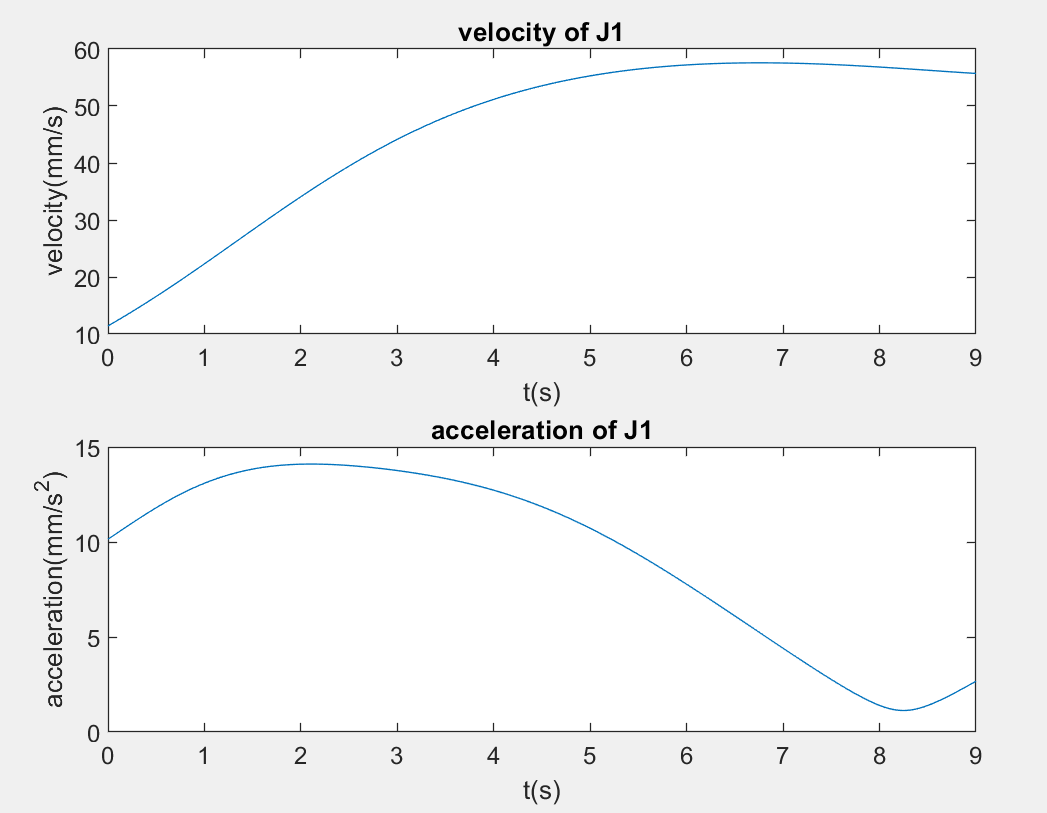 velocity of J1
60
50
40
30
20
10
velocity(mm/s)
0 1 2 3 4 5 6 7 8 9
t(s)
acceleration of J1
15
10
5
0
acceleration(mm/s²)
0 1 2 3 4 5 6 7 8 9
t(s)